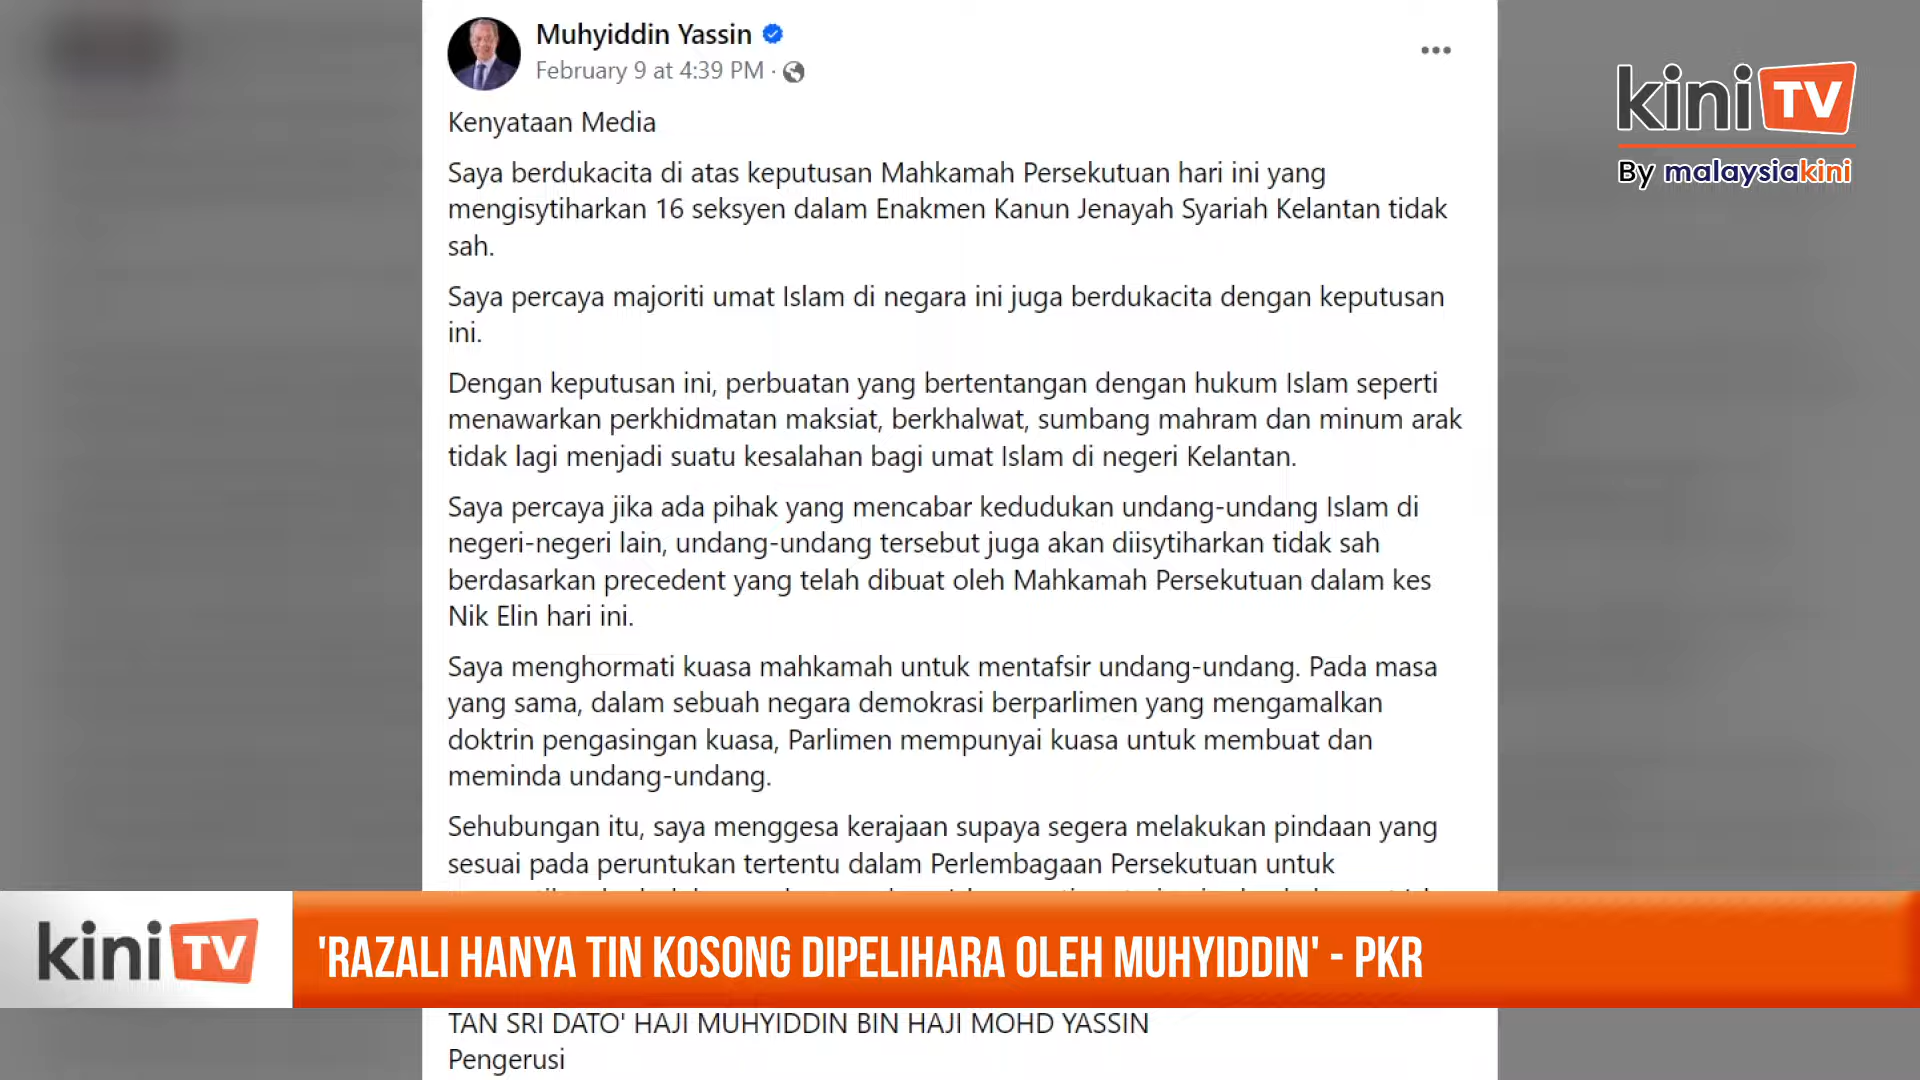 Muhyiddin Yassin
February 9 at 4:39 PM ·
Kenyataan Media
Saya berdukacita di atas keputusan Mahkamah Persekutuan hari ini yang
mengisytiharkan 16 seksyen dalam Enakmen Kanun Jenayah Syariah Kelantan tidak
sah.
Saya percaya majoriti umat Islam di negara ini juga berdukacita dengan keputusan
ini.
Dengan keputusan ini, perbuatan yang bertentangan dengan hukum Islam seperti
menawarkan perkhidmatan maksiat, berkhalwat, sumbang mahram dan minum arak
tidak lagi menjadi suatu kesalahan bagi umat Islam di negeri Kelantan.
Saya percaya jika ada pihak yang mencabar kedudukan undang-undang Islam di
negeri-negeri lain, undang-undang tersebut juga akan diisytiharkan tidak sah
berdasarkan precedent yang telah dibuat oleh Mahkamah Persekutuan dalam kes
Nik Elin hari ini.
Saya menghormati kuasa mahkamah untuk mentafsir undang-undang. Pada masa
yang sama, dalam sebuah negara demokrasi berparlimen yang mengamalkan
doktrin pengasingan kuasa, Parlimen mempunyai kuasa untuk membuat dan
meminda undang-undang.
Sehubungan itu, saya menggesa kerajaan supaya segera melakukan pindaan yang
sesuai pada peruntukan tertentu dalam Perlembagaan Persekutuan untuk
TAN SRI DATO' HAJI MUHYIDDIN BIN HAJI MOHD YASSIN
Pengerusi
kini TV
By malaysiakini
kini TV
'RAZALI HANYA TIN KOSONG DIPELIHARA OLEH MUHYIDDIN' - PKR